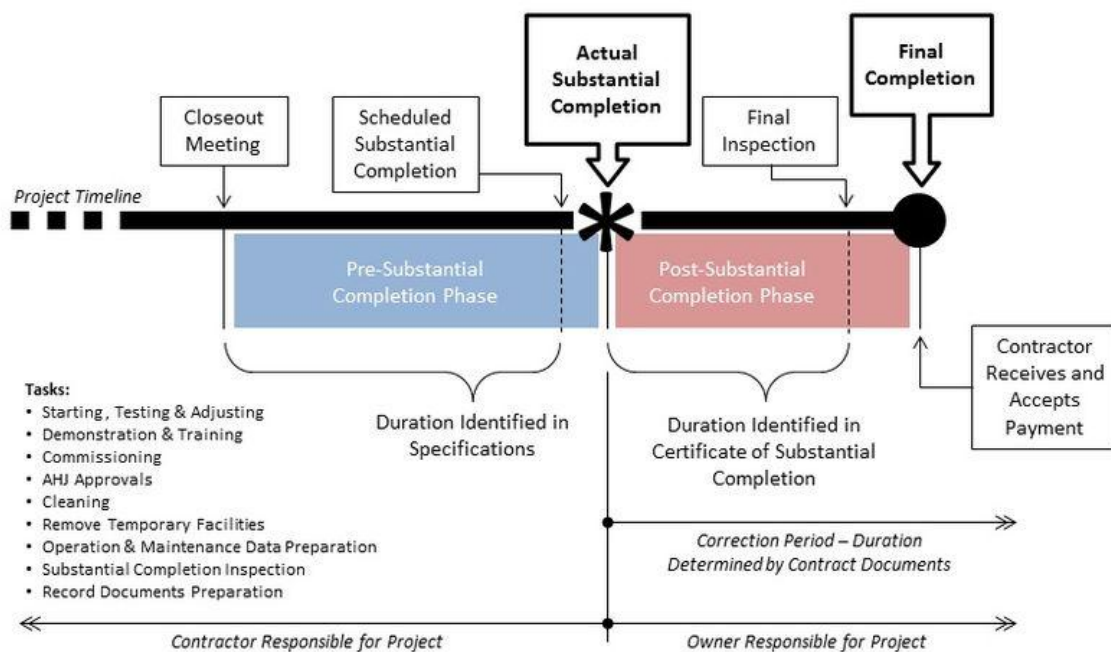 Actual
Substantial
Completion
Final
Completion
Closeout
Meeting
Scheduled
Substantial
Completion
Final
Inspection
Project Timeline
Pre-Substantial
Completion Phase
Post-Substantial
Completion Phase
Contractor
Receives and
Accepts
Payment
Tasks:
• Starting, Testing & Adjusting
• Demonstration & Training
• Commissioning
• AHJ Approvals
• Cleaning
• Remove Temporary Facilities
• Operation & Maintenance Data Preparation
• Substantial Completion Inspection
• Record Documents Preparation
Duration Identified in
Specifications
Duration Identified in
Certificate of Substantial
Completion
Correction Period – Duration
Determined by Contract Documents
Contractor Responsible for Project
Owner Responsible for Project